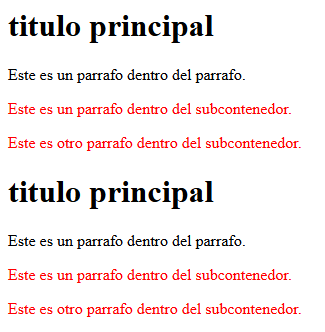 titulo principal
Este es un parrafo dentro del parrafo.
Este es un parrafo dentro del subcontenedor.
Este es otro parrafo dentro del subcontenedor.
titulo principal
Este es un parrafo dentro del parrafo.
Este es un parrafo dentro del subcontenedor.
Este es otro parrafo dentro del subcontenedor.